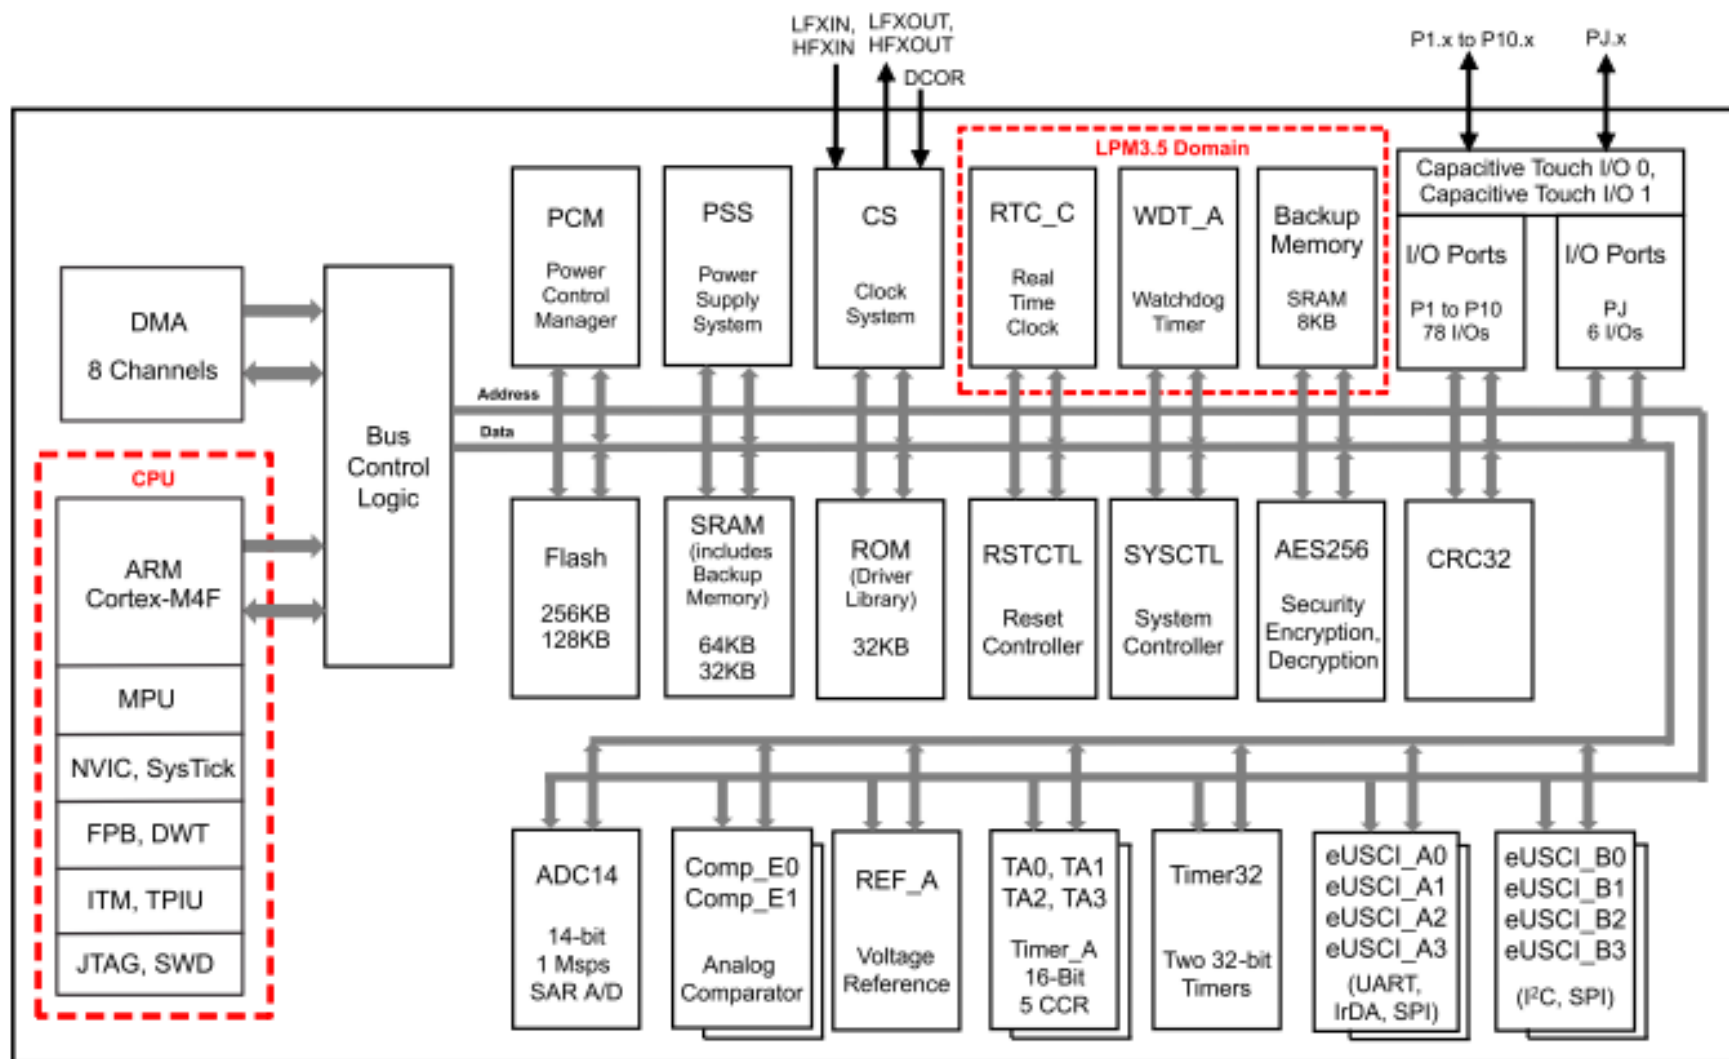 LFXIN,
HFXIN
LFXOUT,
HFXOUT
DCOR
P1.x to P10.x
PJ.x
LPM3.5 Domain
PCM
Power
Control
Manager
PSS
Power
Supply
System
CS
Clock
System
RTC_C
Real
Time
Clock
WDT_A
Watchdog
Timer
Backup
Memory
SRAM
8KB
Capacitive Touch I/O 0,
Capacitive Touch I/O 1
I/O Ports
P1 to P10
78 I/Os
I/O Ports
PJ
6 I/Os
DMA
8 Channels
Bus
Control
Logic
Address
Data
CPU
ARM
Cortex-M4F
MPU
NVIC, SysTick
FPB, DWT
ITM, TPIU
JTAG, SWD
Flash
256KB
128KB
SRAM
(includes
Backup
Memory)
64KB
32KB
ROM
(Driver
Library)
32KB
RSTCTL
Reset
Controller
SYSCTL
System
Controller
AES256
Security
Encryption,
Decryption
CRC32
ADC14
14-bit
1 Msps
SAR A/D
Comp_E0
Comp_E1
Analog
Comparator
REF_A
Voltage
Reference
TA0, TA1
TA2, TA3
Timer_A
16-Bit
5 CCR
Timer32
Two 32-bit
Timers
eUSCI_A0
eUSCI_A1
eUSCI_A2
eUSCI_A3
(UART,
IrDA, SPI)
eUSCI_B0
eUSCI_B1
eUSCI_B2
eUSCI_B3
(I²C, SPI)